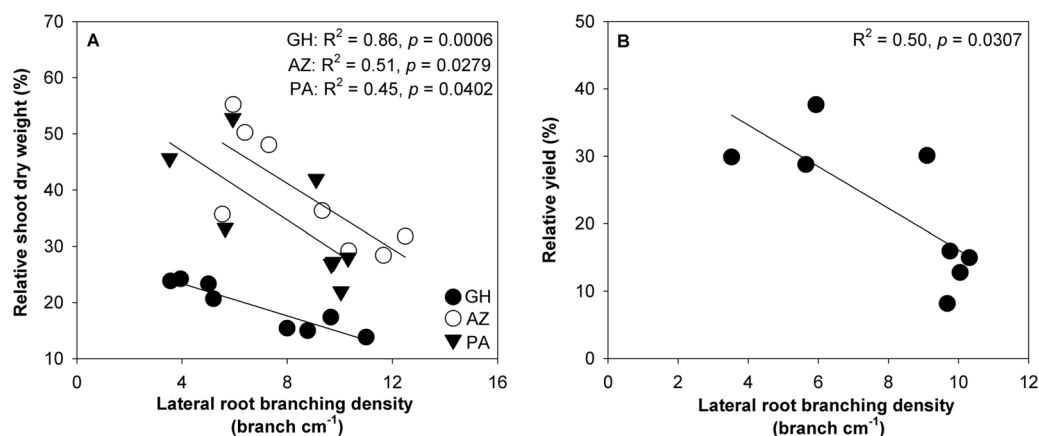 A
GH: R² = 0.86, p = 0.0006
AZ: R² = 0.51, p = 0.0279
PA: R² = 0.45, p = 0.0402
Relative shoot dry weight (%)
70
60
50
40
30
20
10
GH
AZ
PA
0 4 8 12 16
Lateral root branching density
(branch cm⁻¹)
B
R² = 0.50, p = 0.0307
Relative yield (%)
50
40
30
20
10
0
0 2 4 6 8 10 12
Lateral root branching density
(branch cm⁻¹)